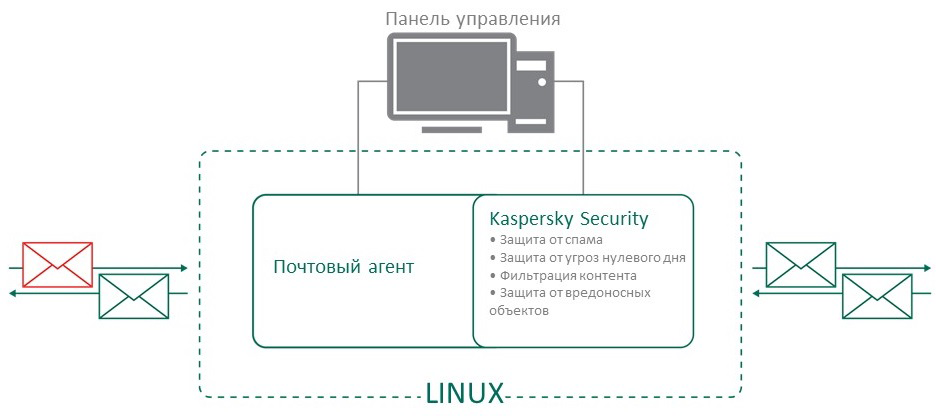 Панель управления
Почтовый агент
Kaspersky Security
• Защита от спама
• Защита от угроз нулевого дня
• Фильтрация контента
• Защита от вредоносных
объектов
LINUX